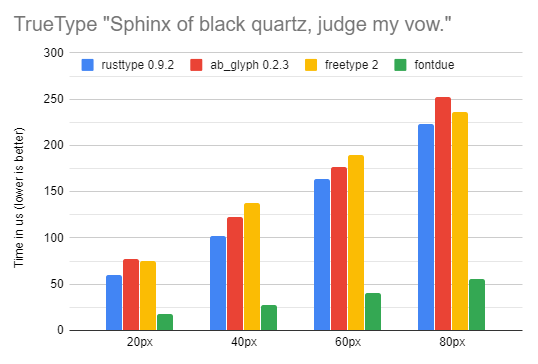 TrueType "Sphinx of black quartz, judge my vow."
300
rusttype 0.9.2 ab_glyph 0.2.3 freetype 2 fontdue
250
200
150
100
50
0
Time in us (lower is better)
20px 40px 60px 80px